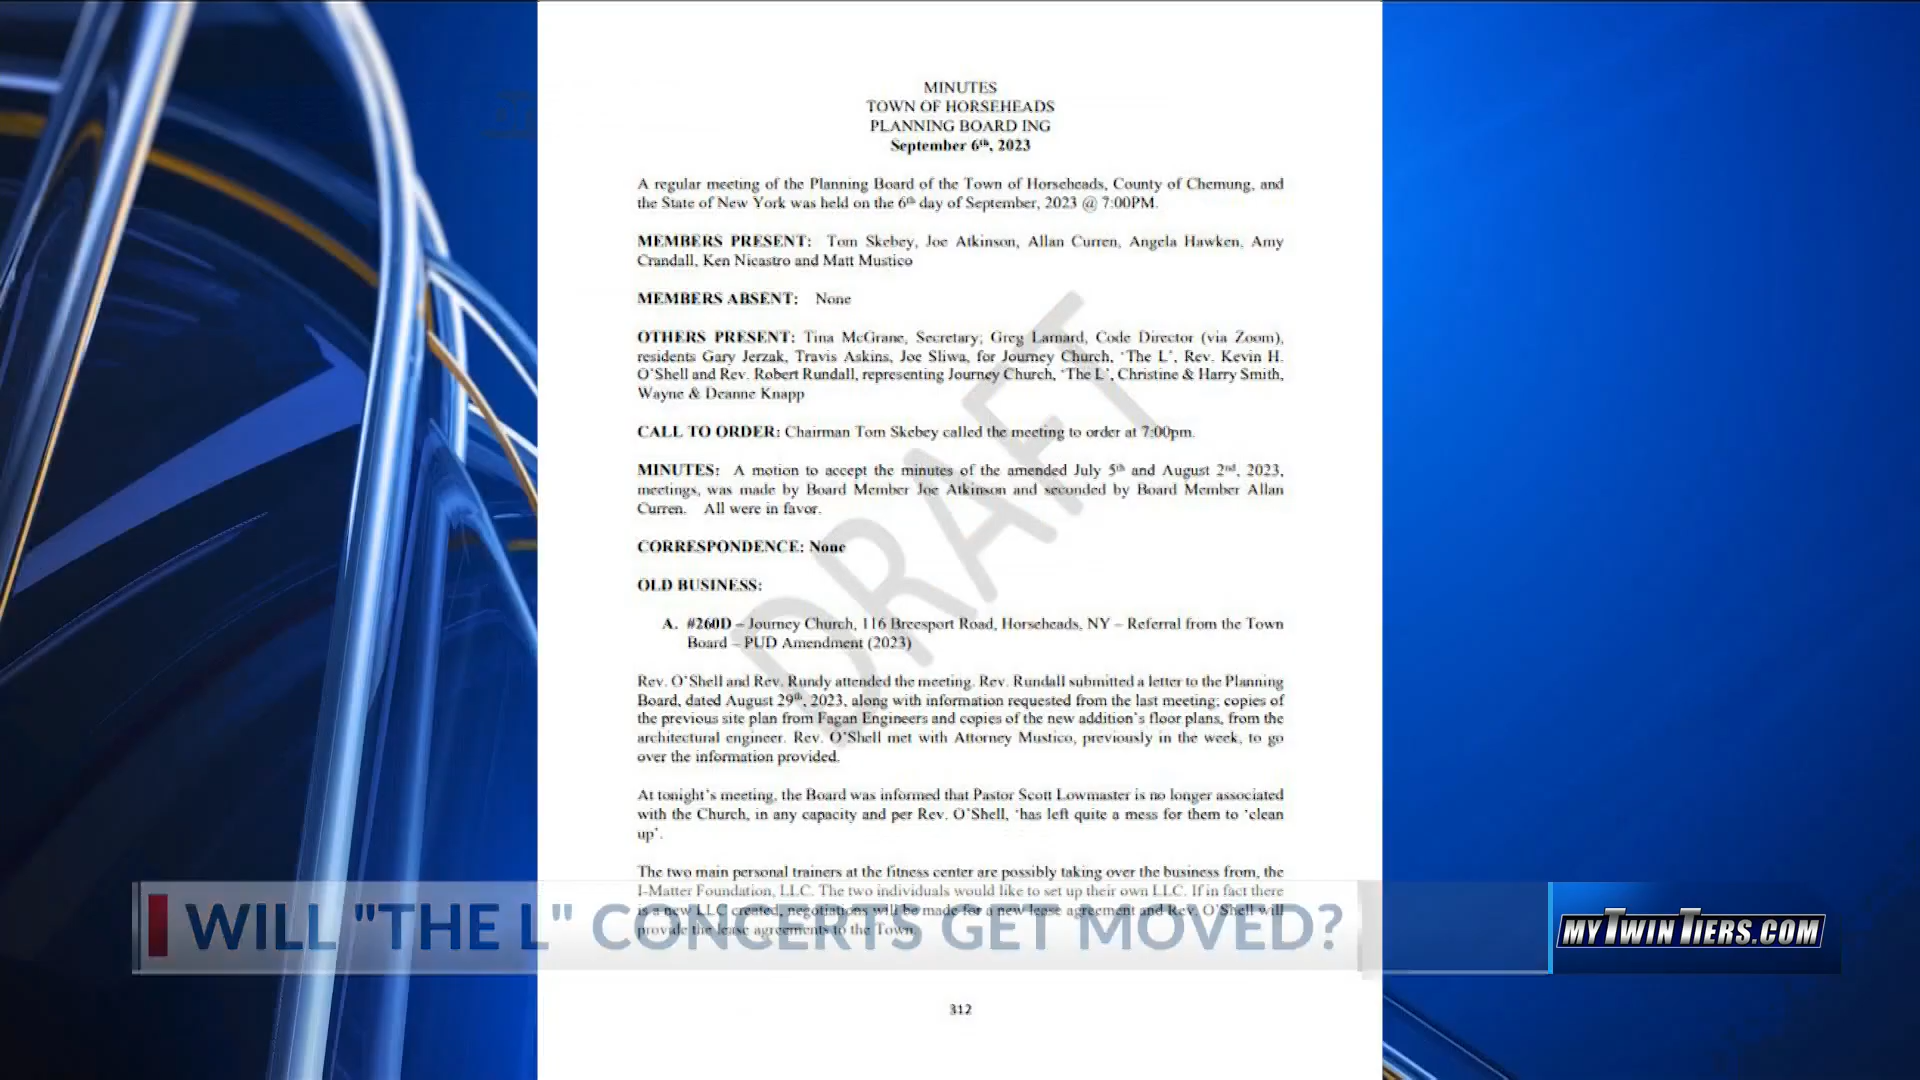 MINUTES
TOWN OF HORSEHEADS
PLANNING BOARD ING
September 6th, 2023
A regular meeting of the Planning Board of the Town of Horseheads, County of Chemung, and
the State of New York was held on the 6th day of September, 2023 @ 7:00PM.
MEMBERS PRESENT: Tom Skebey, Joe Atkinson, Allan Curren, Angela Hawken, Amy
Crandall, Ken Nicastro and Matt Mustico
MEMBERS ABSENT: None
OTHERS PRESENT: Tina McGrane, Secretary; Greg Larnard, Code Director (via Zoom),
residents Gary Jerzak, Travis Askins, Joe Sliwa, for Journey Church, 'The L', Rev. Kevin H.
O'Shell and Rev. Robert Rundall, representing Journey Church, 'The L', Christine & Harry Smith,
Wayne & Deanne Knapp
CALL TO ORDER: Chairman Tom Skebey called the meeting to order at 7:00pm.
MINUTES: A motion to accept the minutes of the amended July 5th and August 2nd, 2023,
meetings, was made by Board Member Joe Atkinson and seconded by Board Member Allan
Curren. All were in favor.
CORRESPONDENCE: None
OLD BUSINESS:
A. #260D – Journey Church, 116 Breesport Road, Horseheads, NY – Referral from the Town
Board – PUD Amendment (2023)
Rev. O'Shell and Rev. Rundy attended the meeting. Rev. Rundall submitted a letter to the Planning
Board, dated August 29th, 2023, along with information requested from the last meeting; copies of
the previous site plan from Fagan Engineers and copies of the new addition's floor plans, from the
architectural engineer. Rev. O'Shell met with Attorney Mustico, previously in the week, to go
over the information provided.
At tonight's meeting, the Board was informed that Pastor Scott Lowmaster is no longer associated
with the Church, in any capacity and per Rev. O'Shell, 'has left quite a mess for them to 'clean
up'.
The two main personal trainers at the fitness center are possibly taking over the business from, the
I-Matter Foundation, LLC. The two individuals would like to set up their own LLC. If in fact there
is a new LLC created, negotiations will be made for a new lease agreement and Rev. O'Shell will
provide the lease agreements to the Town.
312
DRAFT
WILL "THE L" CONCERTS GET MOVED?
MYTWINTIERS.COM